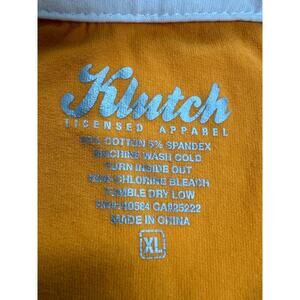 Klutch
LICENSED APPAREL
COTTON 5% SPANDEX
MACHINE WASH COLD
TURN INSIDE OUT
NON-CHLORINE BLEACH
TUMBLE DRY LOW
CA025222
MADE IN CHINA
XL